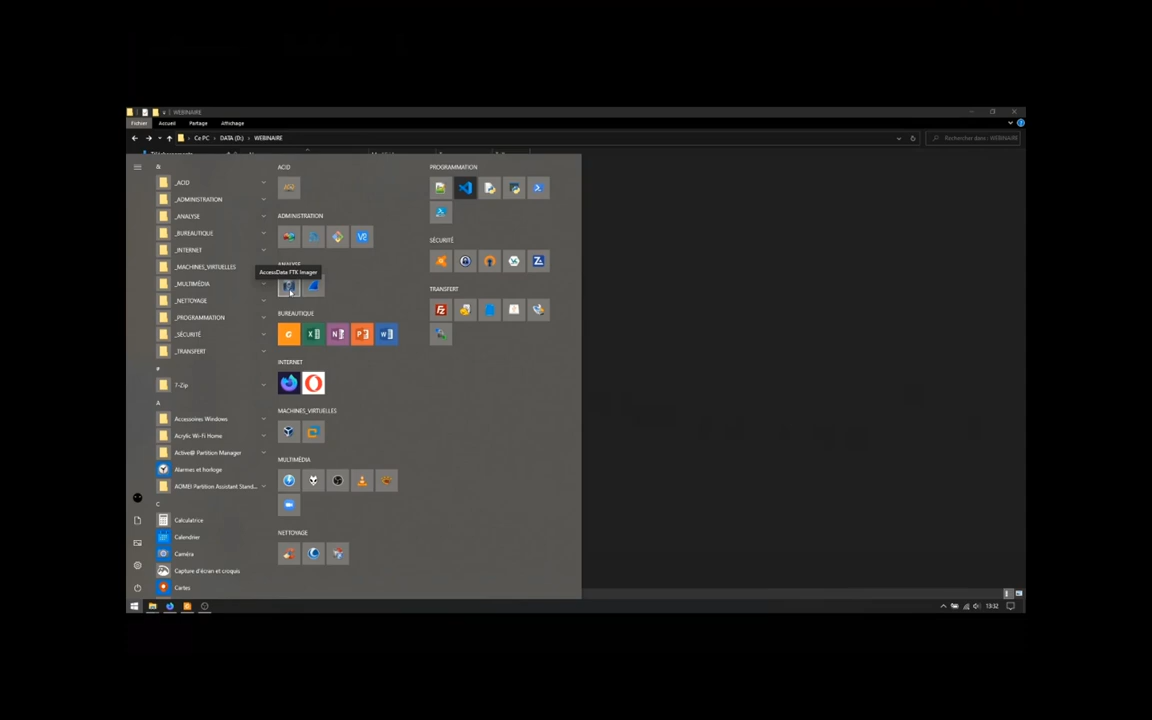 WEBINAIRE
Fichier Accueil Partage Affichage
Ce PC › DATA (D:) › WEBINAIRE
Rechercher dans : WEBINAIRE
&
_ACID
_ADMINISTRATION
_ANALYSE
_BUREAUTIQUE
_INTERNET
_MACHINES_VIRTUELLES
_MULTIMÉDIA
_NETTOYAGE
_PROGRAMMATION
_SÉCURITÉ
_TRANSFERT
7-Zip
A
Accessoires Windows
Acrylic Wi-Fi Home
Active@ Partition Manager
Alarmes et horloge
AOMEI Partition Assistant Stand...
C
Calculatrice
Calendrier
Caméra
Capture d'écran et croquis
Cartes
ACID
ADMINISTRATION
AccessData FTK Imager
BUREAUTIQUE
INTERNET
MACHINES_VIRTUELLES
MULTIMÉDIA
NETTOYAGE
PROGRAMMATION
SÉCURITÉ
TRANSFERT
13:32